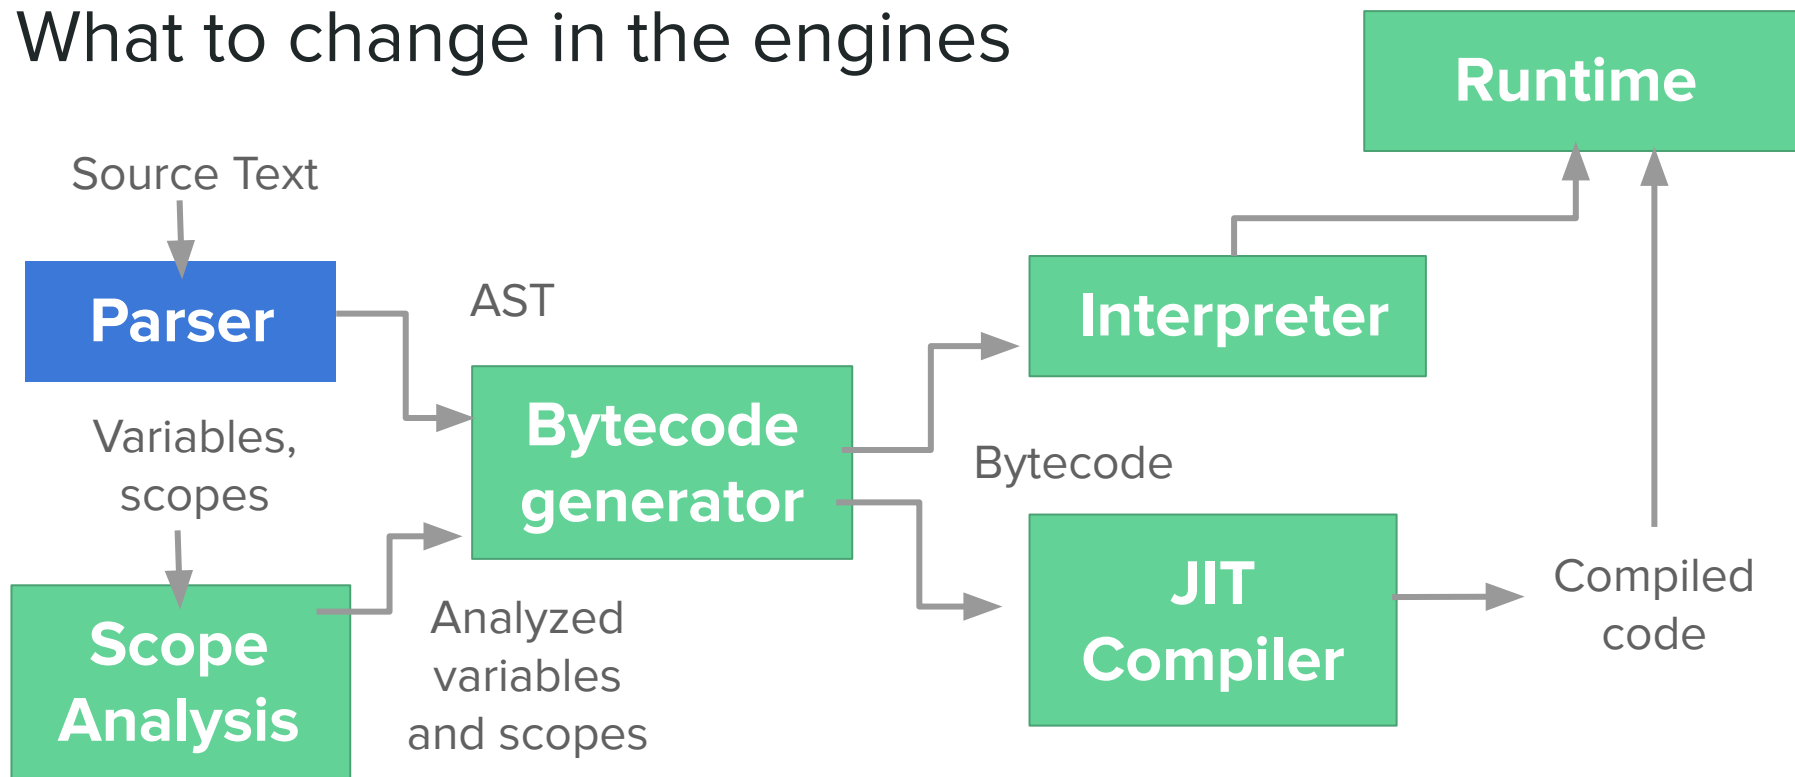 What to change in the engines
Runtime
Source Text
Parser
AST
Interpreter
Variables,
scopes
Bytecode
generator
Bytecode
Scope
Analysis
Analyzed
variables
and scopes
JIT
Compiler
Compiled
code